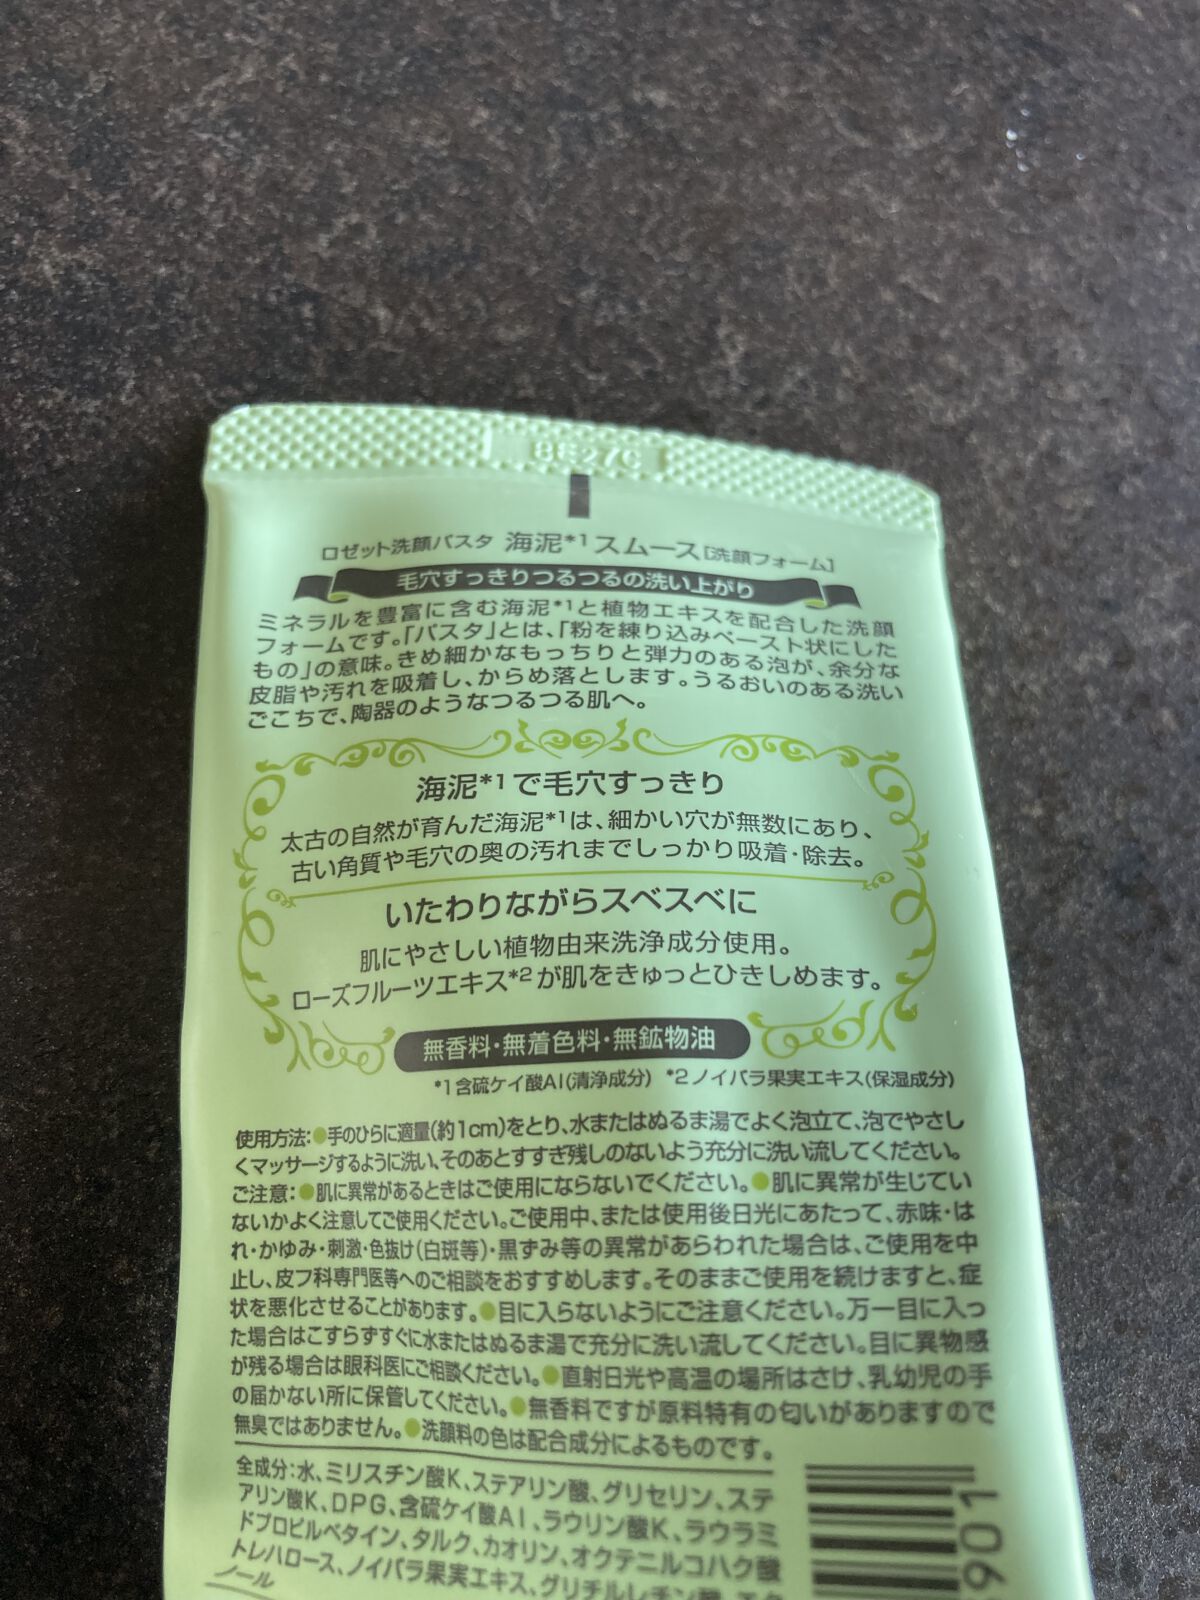 BE27C
ロゼット洗顔パスタ 海泥*1スムース[洗顔フォーム]
毛穴すっきりつるつるの洗い上がり
ミネラルを豊富に含む海泥*1と植物エキスを配合した洗顔
フォームです。「パスタ」とは、「粉を練り込みペースト状にした
もの」の意味。きめ細かなもっちりと弾力のある泡が、余分な
皮脂や汚れを吸着し、からめ落とします。うるおいのある洗い
ごこちで、陶器のようなつるつる肌へ。
海泥*1で毛穴すっきり
太古の自然が育んだ海泥*1は、細かい穴が無数にあり、
古い角質や毛穴の奥の汚れまでしっかり吸着・除去。
いたわりながらスベスベに
肌にやさしい植物由来洗浄成分使用。
ローズフルーツエキス*2が肌をきゅっとひきしめます。
無香料・無着色料・無鉱物油
*1含硫ケイ酸Al(清浄成分) *2ノイバラ果実エキス(保湿成分)
使用方法:●手のひらに適量(約1cm)をとり、水またはぬるま湯でよく泡立て、泡でやさし
くマッサージするように洗い、そのあとすすぎ残しのないよう充分に洗い流してください。
ご注意:●肌に異常があるときはご使用にならないでください。●肌に異常が生じてい
ないかよく注意してご使用ください。ご使用中、または使用後日光にあたって、赤味・は
れ・かゆみ・刺激・色抜け(白斑等)・黒ずみ等の異常があらわれた場合は、ご使用を中
止し、皮フ科専門医等へのご相談をおすすめします。そのままご使用を続けますと、症
状を悪化させることがあります。●目に入らないようにご注意ください。万一目に入っ
た場合はこすらずすぐに水またはぬるま湯で充分に洗い流してください。目に異物感
が残る場合は眼科医にご相談ください。●直射日光や高温の場所はさけ、乳幼児の手
の届かない所に保管してください。●無香料ですが原料特有の匂いがありますので
無臭ではありません。●洗顔料の色は配合成分によるものです。
全成分:水、ミリスチン酸K、ステアリン酸、グリセリン、ステ
アリン酸K、DPG、含硫ケイ酸Al、ラウリン酸K、ラウラミ
ドプロピルベタイン、タルク、カオリン、オクテニルコハク酸
トレハロース、ノイバラ果実エキス、グリチルレチン酸、エタ
ノール